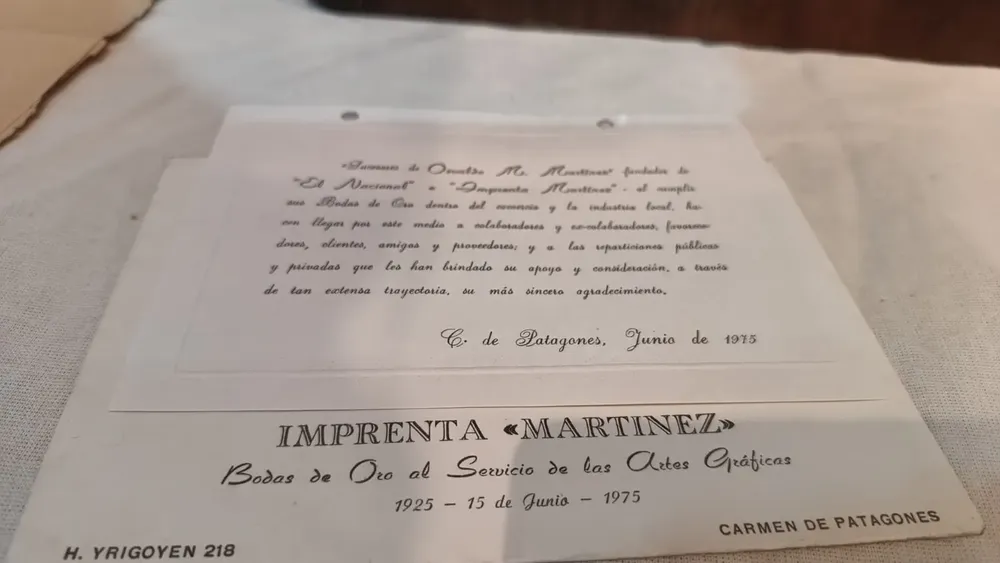 «Sucesores de Osvaldo M. Martinez» fundador de
"El Nacional" e "Imprenta Martinez" - al cumplir
sus Bodas de Oro dentro del comercio y la industria local, ha-
cen llegar por este medio a colaboradores y ex-colaboradores, favorece-
dores, clientes, amigos y proveedores; y a las reparticiones públicas
y privadas que les han brindado su apoyo y consideración, a través
de tan extensa trayectoria, su más sincero agradecimiento.
C. de Patagones, Junio de 1975
IMPRENTA «MARTINEZ»
Bodas de Oro al Servicio de las Artes Gráficas
1925 - 15 de Junio - 1975
CARMEN DE PATAGONES
H. YRIGOYEN 218